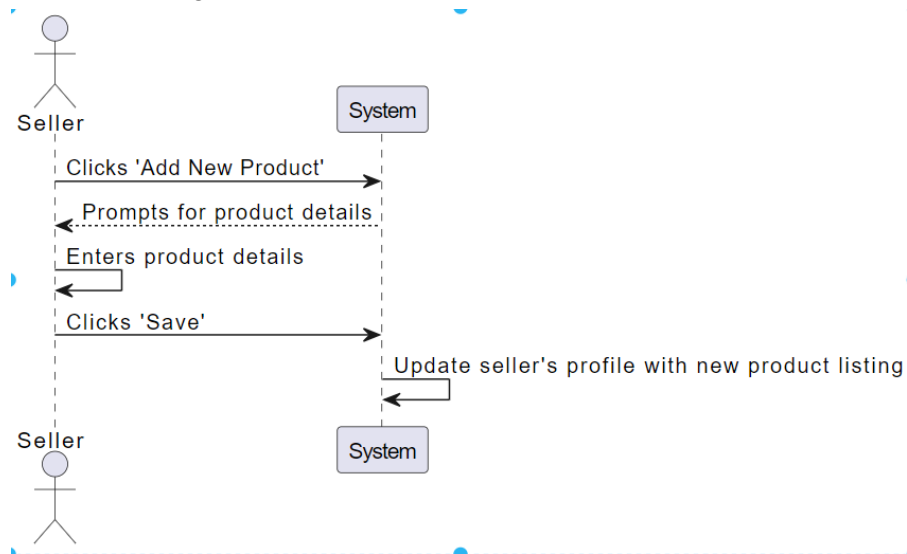 Seller
System
Clicks 'Add New Product'
Prompts for product details
Enters product details
Clicks 'Save'
Update seller's profile with new product listing
Seller
System